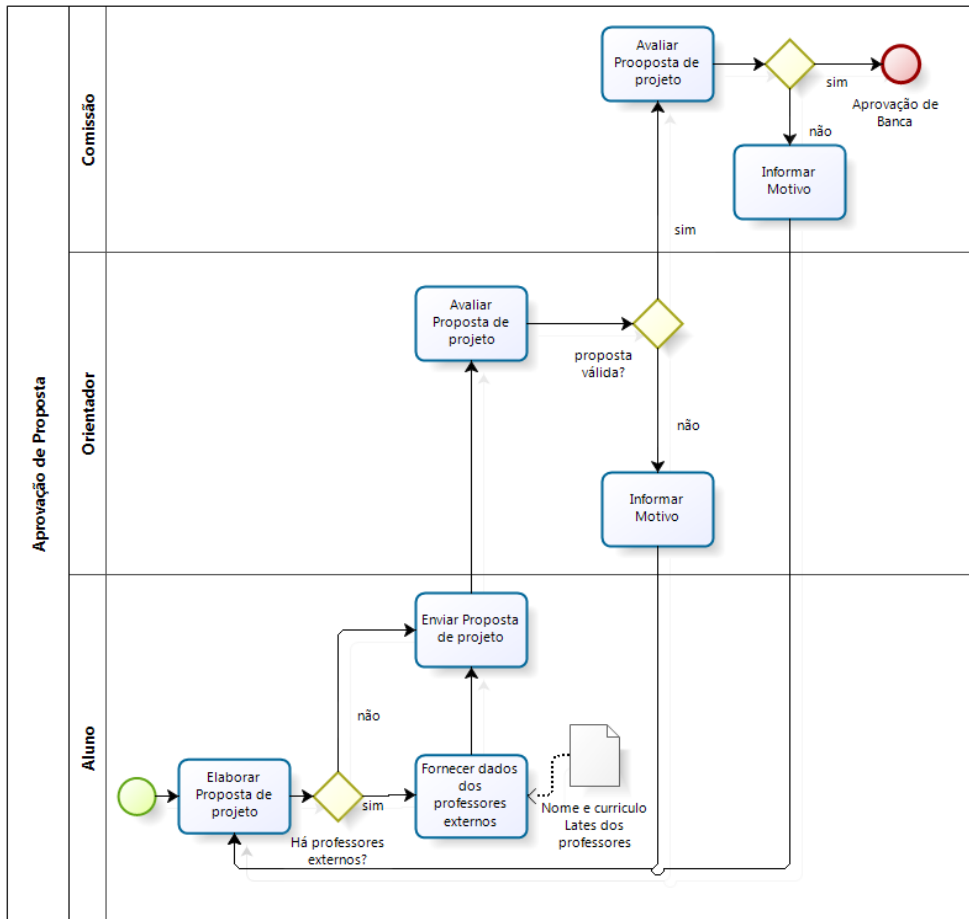 Aprovação de Proposta
Comissão
Avaliar
Prooposta de
projeto
sim
Aprovação de
Banca
não
Informar
Motivo
sim
Orientador
Avaliar
Proposta de
projeto
proposta
válida?
não
Informar
Motivo
Aluno
Enviar Proposta
de projeto
não
Elaborar
Proposta de
projeto
Há professores
externos?
sim
Fornecer dados
dos
professores
externos
Nome e curriculo
Lates dos
professores